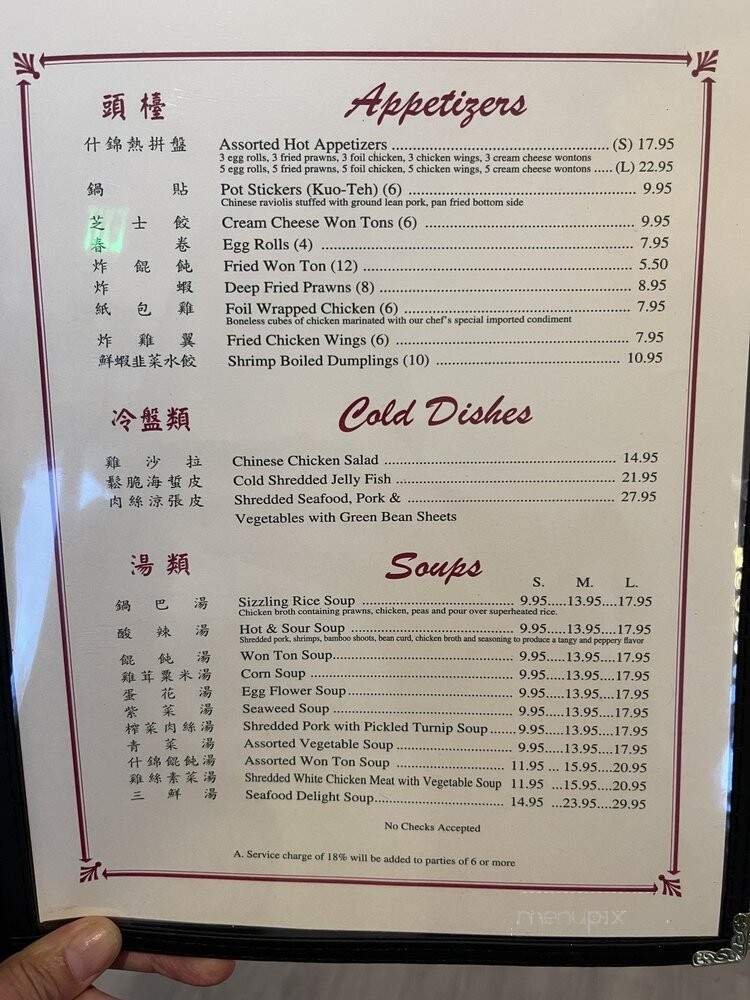 頭檯 Appetizers
什錦熱拼盤 Assorted Hot Appetizers ........ (S) 17.95
3 egg rolls, 3 fried prawns, 3 foil chicken, 3 chicken wings, 3 cream cheese wontons
5 egg rolls, 5 fried prawns, 5 foil chicken, 5 chicken wings, 5 cream cheese wontons ..... (L) 22.95
鍋貼 Pot Stickers (Kuo-Teh) (6) ........ 9.95
Chinese raviolis stuffed with ground lean pork, pan fried bottom side
芝士餃 Cream Cheese Won Tons (6) ........ 9.95
春卷 Egg Rolls (4) ........ 7.95
炸餛飩 Fried Won Ton (12) ........ 5.50
炸蝦 Deep Fried Prawns (8) ........ 8.95
紙包雞 Foil Wrapped Chicken (6) ........ 7.95
Boneless cubes of chicken marinated with our chef's special imported condiment
炸雞翼 Fried Chicken Wings (6) ........ 7.95
鮮蝦韭菜水餃 Shrimp Boiled Dumplings (10) ........ 10.95
冷盤類 Cold Dishes
雞沙拉 Chinese Chicken Salad ........ 14.95
鬆脆海蜇皮 Cold Shredded Jelly Fish ........ 21.95
肉絲涼張皮 Shredded Seafood, Pork & ........ 27.95
Vegetables with Green Bean Sheets
湯類 Soups
S. M. L.
鍋巴湯 Sizzling Rice Soup ........ 9.95.....13.95....17.95
Chicken broth containing prawns, chicken, peas and pour over superheated rice.
酸辣湯 Hot & Sour Soup ........ 9.95.....13.95....17.95
Shredded pork, shrimps, bamboo shoots, bean curd, chicken broth and seasoning to produce a tangy and peppery flavor
餛飩湯 Won Ton Soup........ 9.95.....13.95....17.95
雞茸粟米湯 Corn Soup ........ 9.95.....13.95....17.95
蛋花湯 Egg Flower Soup........ 9.95.....13.95....17.95
紫菜湯 Seaweed Soup ........ 9.95.....13.95....17.95
榨菜肉絲湯 Shredded Pork with Pickled Turnip Soup.......9.95.....13.95....17.95
青菜湯 Assorted Vegetable Soup ........ 9.95.....13.95....17.95
什錦餛飩湯 Assorted Won Ton Soup ........ 11.95 ... 15.95....20.95
雞絲素菜湯 Shredded White Chicken Meat with Vegetable Soup 11.95 ...15.95....20.95
三鮮湯 Seafood Delight Soup........ 14.95 ...23.95....29.95
No Checks Accepted
A. Service charge of 18% will be added to parties of 6 or more
menupix